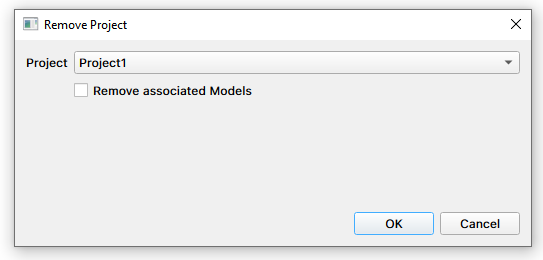 Remove Project
Project Project1
Remove associated Models
OK Cancel